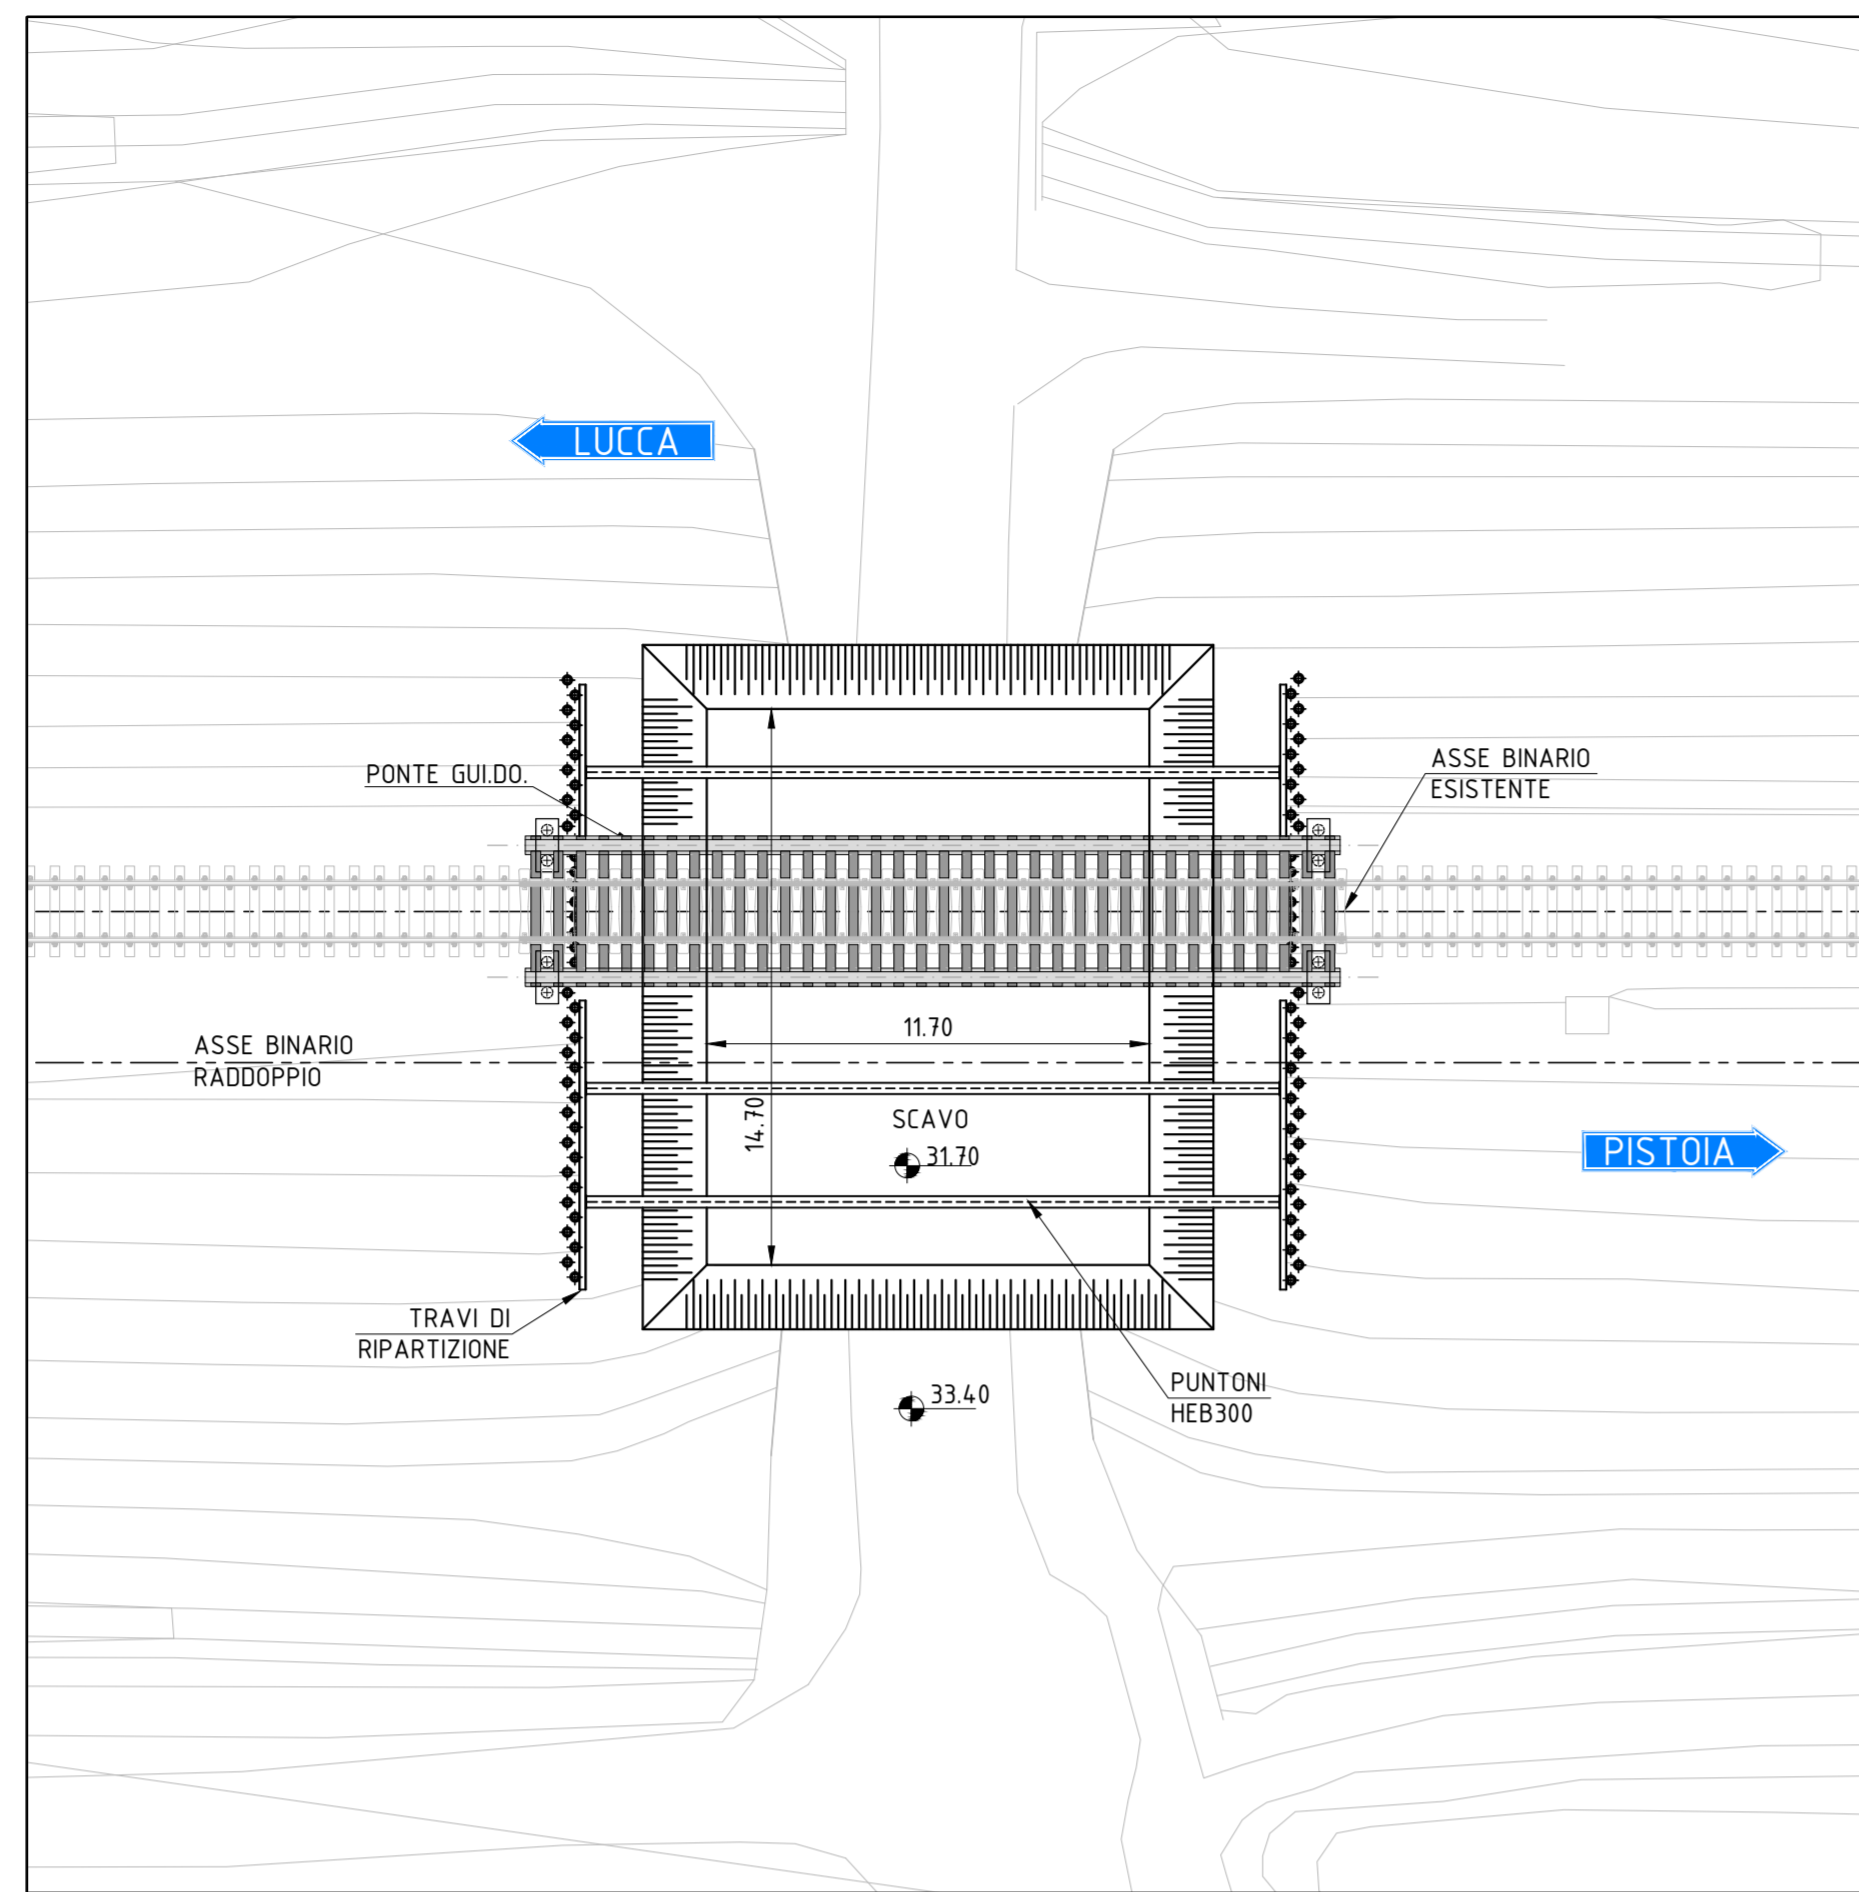 LUCCA
PONTE GUI.DO.
ASSE BINARIO
ESISTENTE
11.70
ASSE BINARIO
RADDOPPIO
14.70
SCAVO
31.70
PISTOIA
TRAVI DI
RIPARTIZIONE
PUNTONI
HEB300
33.40